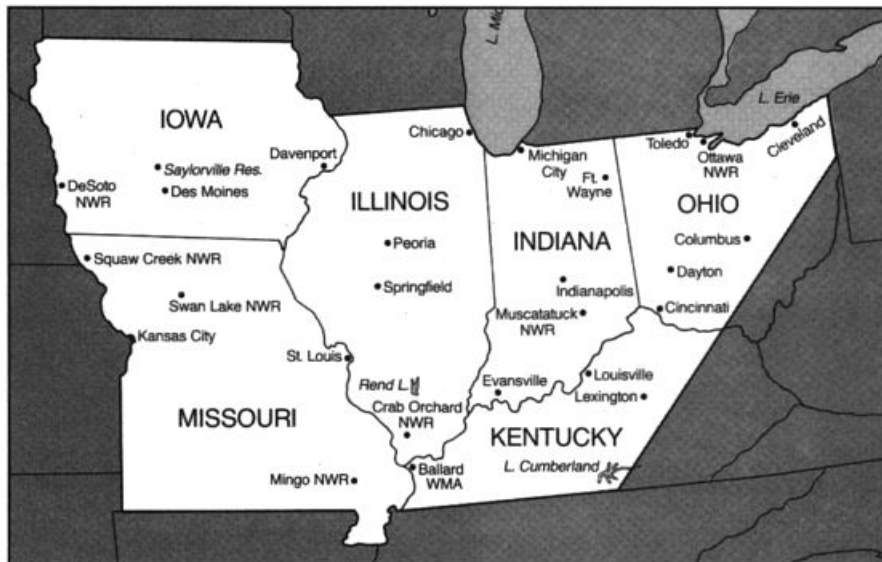 L. Mic
L. Erie
IOWA
Chicago
Toledo
Cleveland
Davenport
Michigan
City
Ottawa
NWR
Saylorville Res.
Ft.
Wayne
DeSoto
NWR
Des Moines
ILLINOIS
OHIO
Peoria
INDIANA
Columbus
Squaw Creek NWR
Dayton
Springfield
Indianapolis
Swan Lake NWR
Cincinnati
Muscatatuck
NWR
Kansas City
St. Louis
Louisville
Evansville
Rend L.
Lexington
MISSOURI
Crab Orchard
NWR
KENTUCKY
Ballard
WMA
L. Cumberland
Mingo NWR